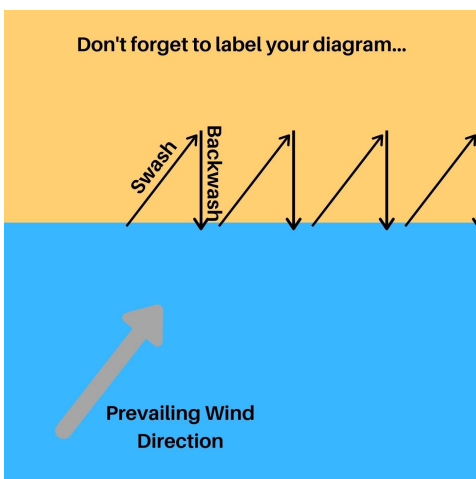 Don't forget to label your diagram...
Swash
Backwash
Prevailing Wind
Direction